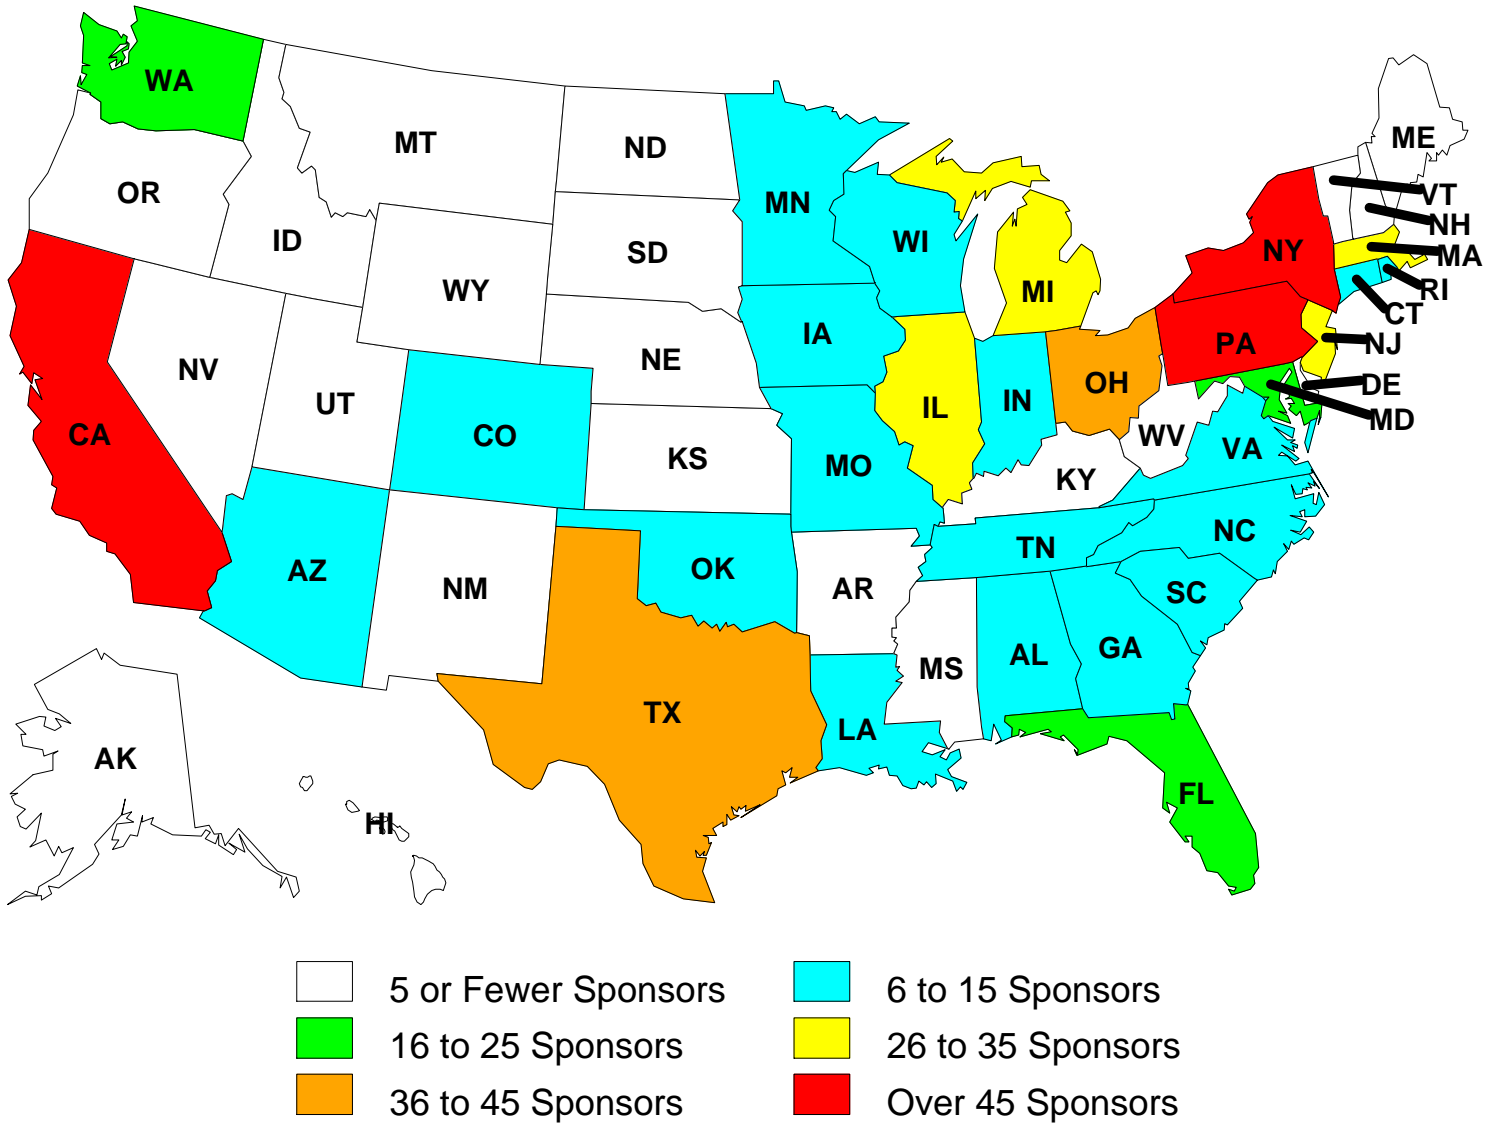 WA
MT
ND
ME
OR
MN
VT
ID
SD
WI
NH
NY
MA
WY
MI
RI
CT
IA
NV
NE
PA
NJ
UT
OH
DE
CO
IL
IN
MD
CA
KS
MO
WV
VA
KY
AZ
OK
TN
NC
NM
AR
SC
MS
AL
GA
TX
LA
AK
FL
HI
5 or Fewer Sponsors
6 to 15 Sponsors
16 to 25 Sponsors
26 to 35 Sponsors
36 to 45 Sponsors
Over 45 Sponsors